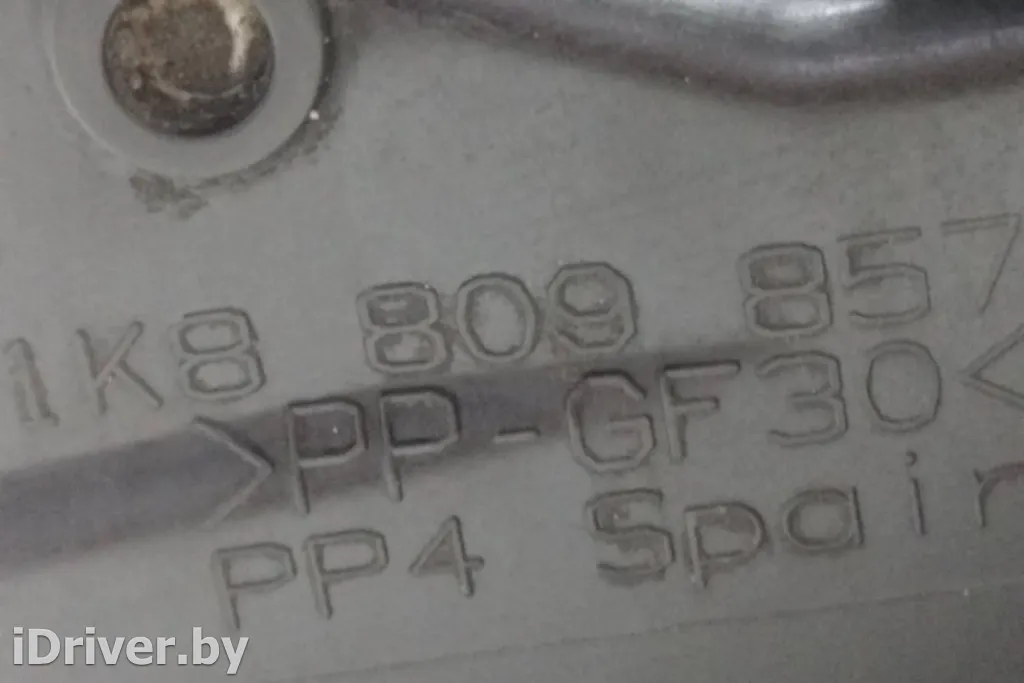 1K8 809 857
>PP-GF30<
PP4 Spain
iDriver.by